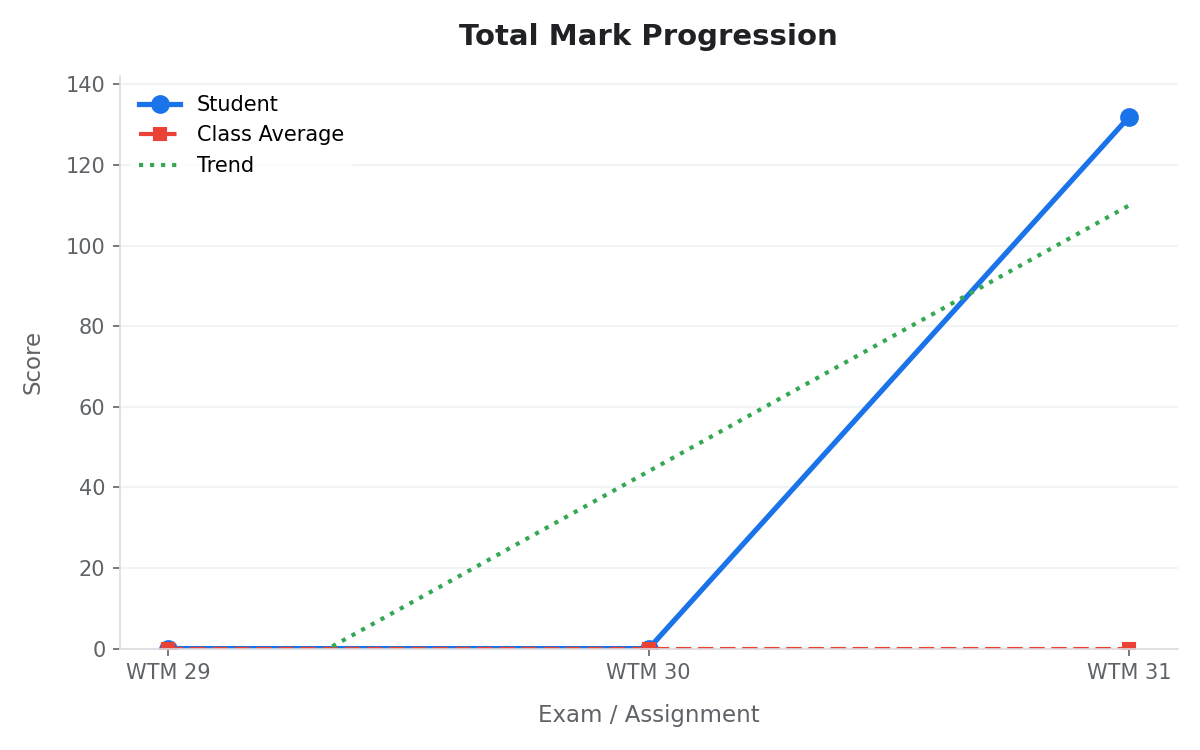 Total Mark Progression
Student
Class Average
Trend
140
120
100
80
60
40
20
0
Score
WTM 29
WTM 30
WTM 31
Exam / Assignment